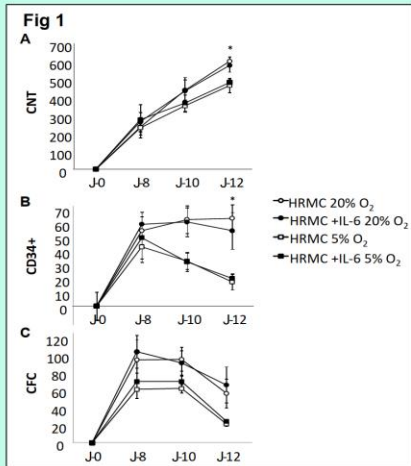 Fig 1
A
700
600
500
400
300
200
100
0
CNT
*
J-0 J-8 J-10 J-12
B
70
60
50
40
30
20
10
0
CD34+
*
J-0 J-8 J-10 J-12
HRMC 20% O₂
HRMC +IL-6 20% O₂
HRMC 5% O₂
HRMC +IL-6 5% O₂
C
120
100
80
60
40
20
0
CFC
J-0 J-8 J-10 J-12